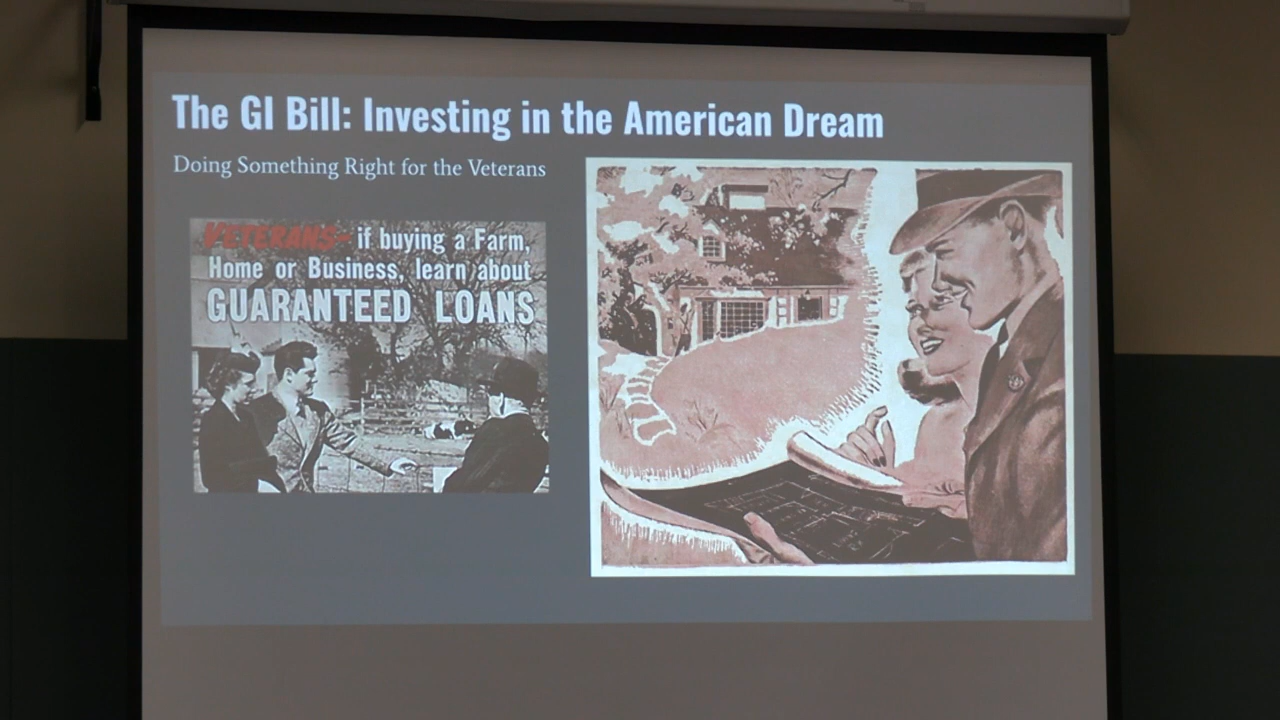 The GI Bill: Investing in the American Dream
Doing Something Right for the Veterans
VETERANS- if buying a Farm,
Home or Business, learn about
GUARANTEED LOANS